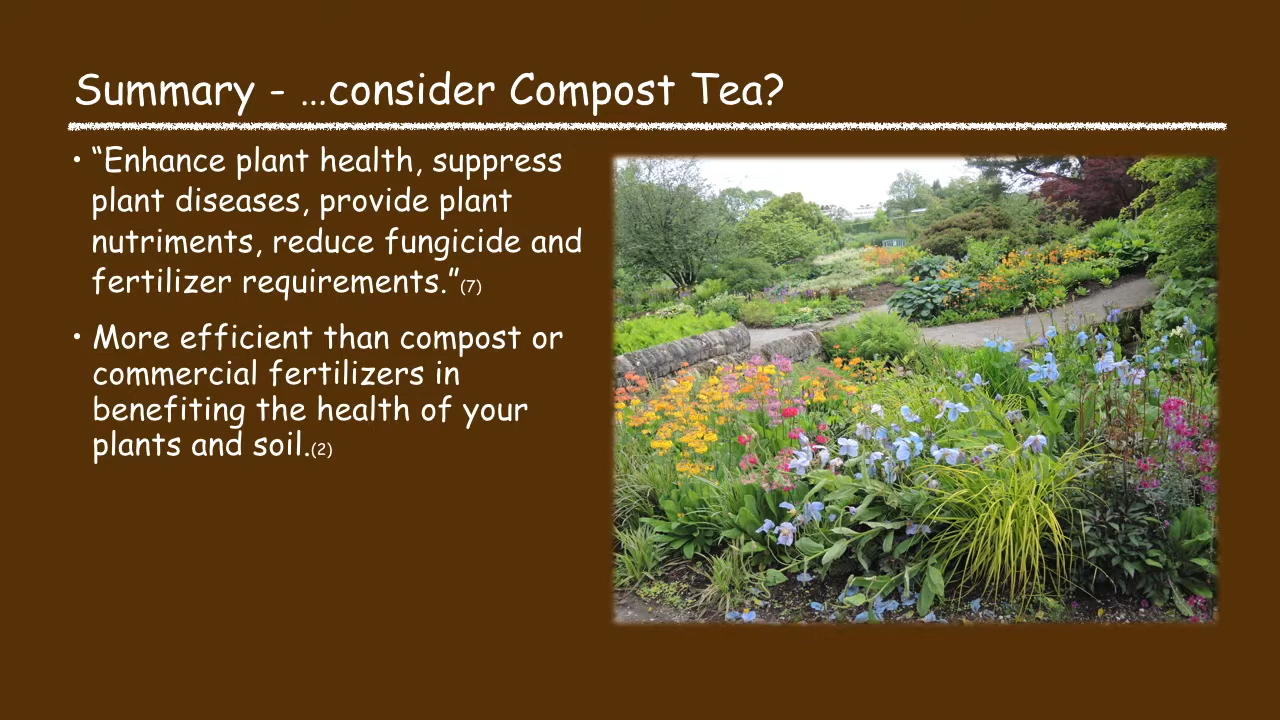 Summary - …consider Compost Tea?
• “Enhance plant health, suppress
plant diseases, provide plant
nutriments, reduce fungicide and
fertilizer requirements.”(7)
• More efficient than compost or
commercial fertilizers in
benefiting the health of your
plants and soil.(2)